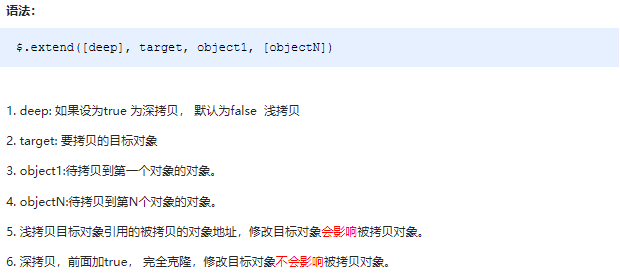 语法：
$.extend([deep], target, object1, [objectN])
1. deep: 如果设为true 为深拷贝， 默认为false 浅拷贝
2. target: 要拷贝的目标对象
3. object1:待拷贝到第一个对象的对象。
4. objectN:待拷贝到第N个对象的对象。
5. 浅拷贝目标对象引用的被拷贝的对象地址，修改目标对象会影响被拷贝对象。
6. 深拷贝，前面加true， 完全克隆，修改目标对象不会影响被拷贝对象。